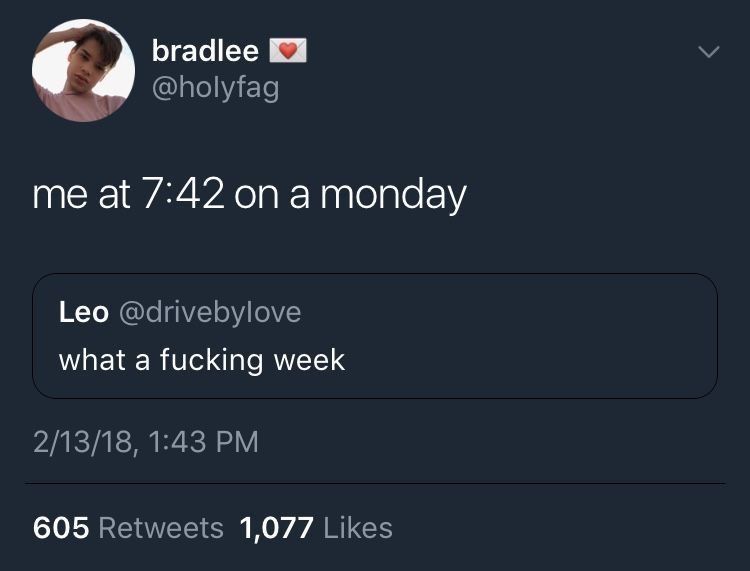 bradlee 💌
@holyfag
me at 7:42 on a monday
Leo @drivebylove
what a fucking week
2/13/18, 1:43 PM
605 Retweets 1,077 Likes